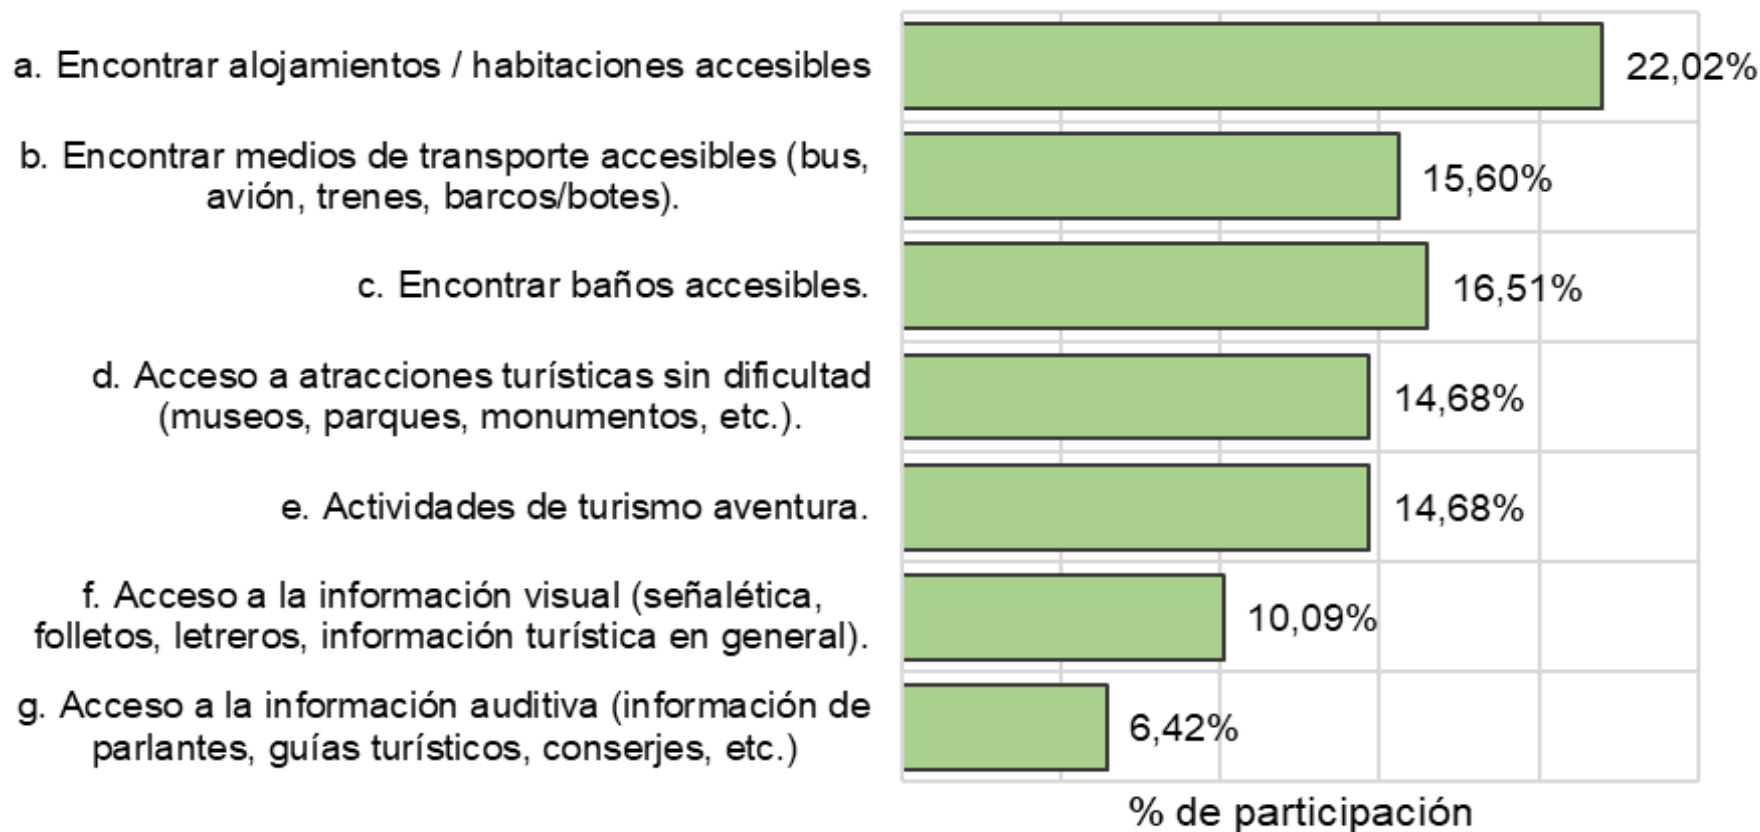 a. Encontrar alojamientos / habitaciones accesibles
22,02%
b. Encontrar medios de transporte accesibles (bus,
avión, trenes, barcos/botes).
15,60%
c. Encontrar baños accesibles.
16,51%
d. Acceso a atracciones turísticas sin dificultad
(museos, parques, monumentos, etc.).
14,68%
e. Actividades de turismo aventura.
14,68%
f. Acceso a la información visual (señalética,
folletos, letreros, información turística en general).
10,09%
g. Acceso a la información auditiva (información de
parlantes, guías turísticos, conserjes, etc.)
6,42%
% de participación